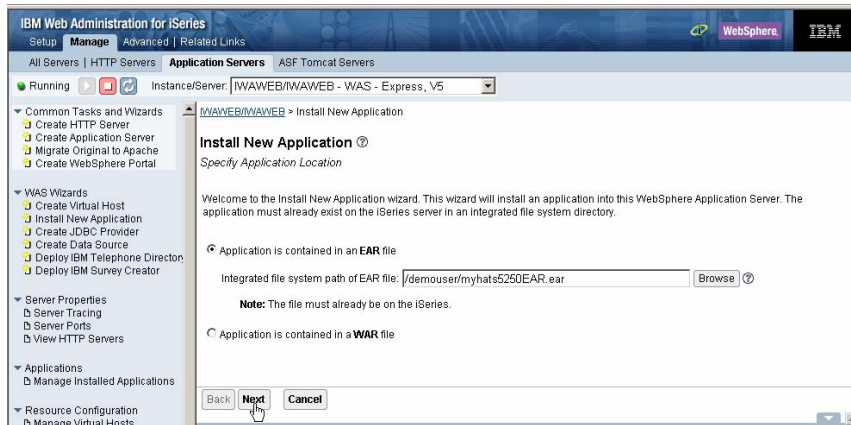 IBM Web Administration for iSeries
WebSphere.
IBM
Setup Manage Advanced | Related Links
All Servers | HTTP Servers Application Servers ASF Tomcat Servers
Running Instance/Server: IWAWEB/IWAWEB - WAS - Express, V5
Common Tasks and Wizards
Create HTTP Server
Create Application Server
Migrate Original to Apache
Create WebSphere Portal
WAS Wizards
Create Virtual Host
Install New Application
Create JDBC Provider
Create Data Source
Deploy IBM Telephone Director
Deploy IBM Survey Creator
Server Properties
Server Tracing
Server Ports
View HTTP Servers
Applications
Manage Installed Applications
Resource Configuration
Manage Virtual Hosts
IWAWEB/IWAWEB > Install New Application
Install New Application ?
Specify Application Location
Welcome to the Install New Application wizard. This wizard will install an application into this WebSphere Application Server. The
application must already exist on the iSeries server in an integrated file system directory.
Application is contained in an EAR file
Integrated file system path of EAR file: /demouser/myhats5250EAR.ear Browse ?
Note: The file must already be on the iSeries.
Application is contained in a WAR file
Back Next Cancel